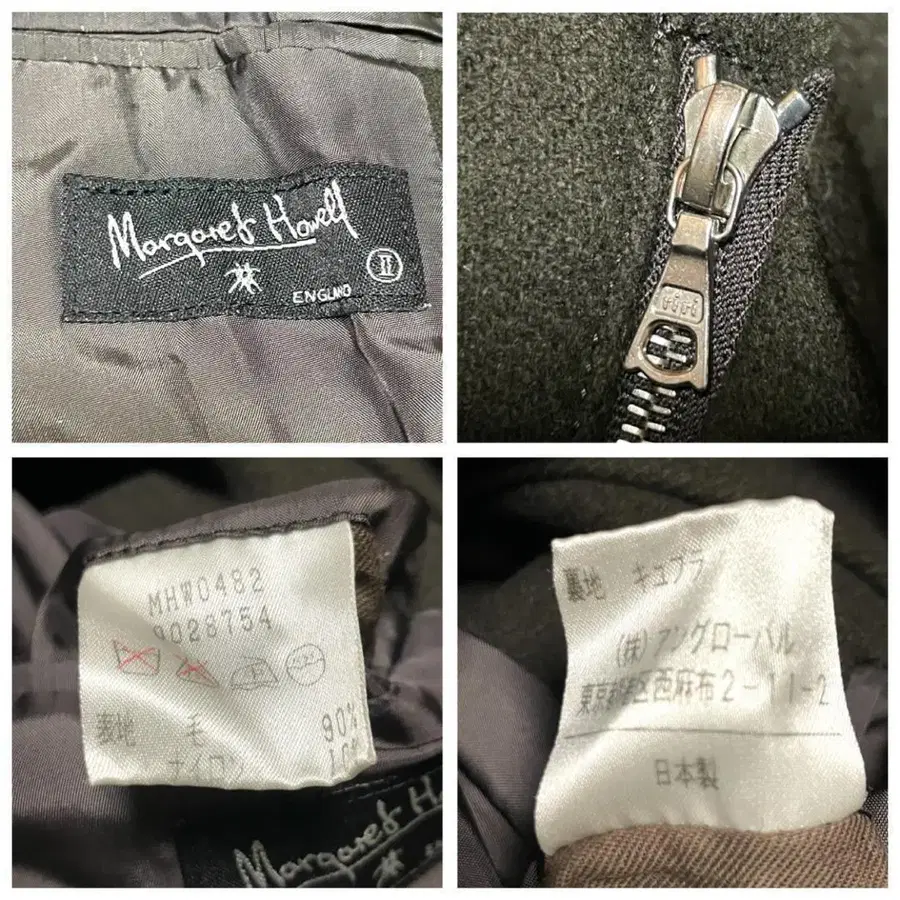 Margaret Howell
II
ENGLAND
riri
MHW0482
9028754
表地 毛 90%
ナイロン 10%
Margaret Ho
裏地 キュプラ
(株)アングローバル
東京都港区西麻布2-11-2
日本製